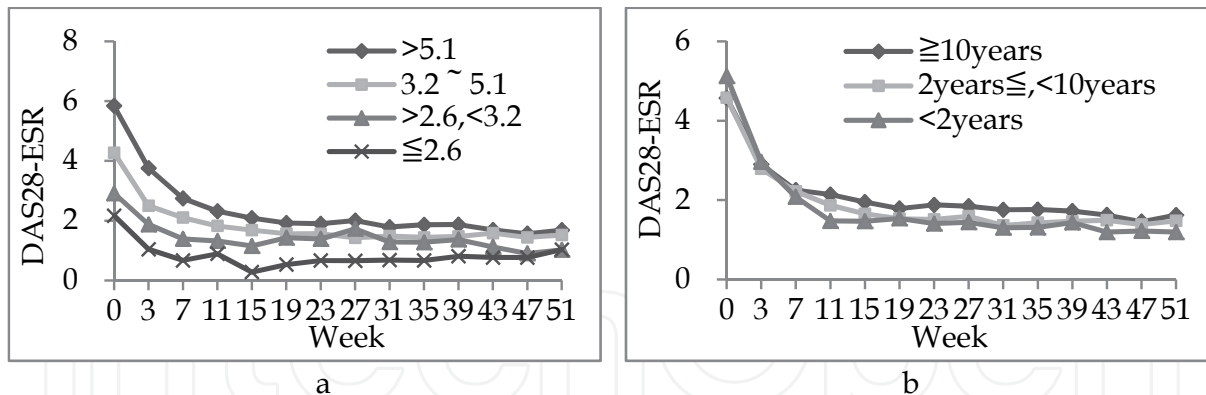 8
6
4
2
0
DAS28-ESR
>5.1
3.2 ~ 5.1
>2.6,<3.2
≦2.6
0 3 7 11 15 19 23 27 31 35 39 43 47 51
Week
a
6
4
2
0
DAS28-ESR
≧10years
2years≦,<10years
<2years
0 3 7 11 15 19 23 27 31 35 39 43 47 51
Week
b